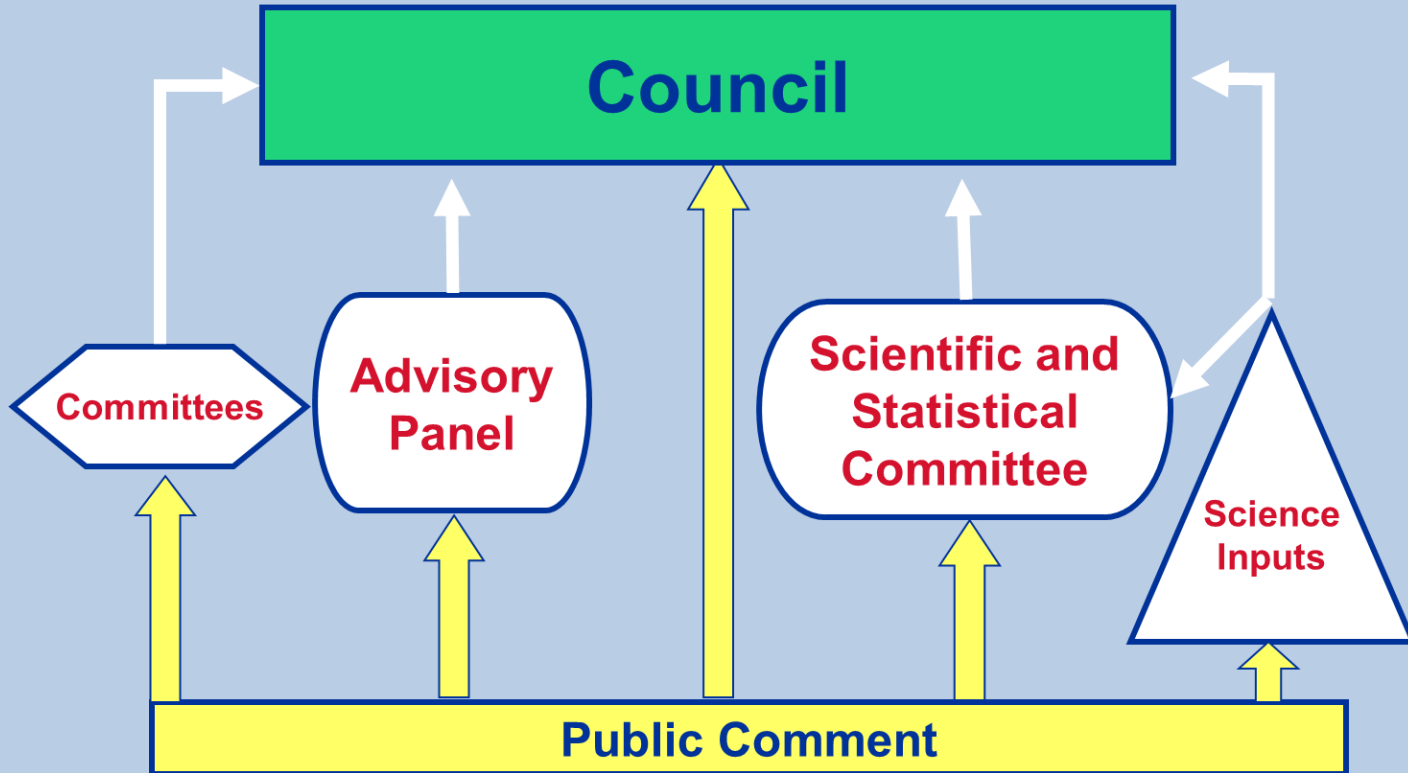 Council
Committees
Advisory
Panel
Scientific and
Statistical
Committee
Science
Inputs
Public Comment